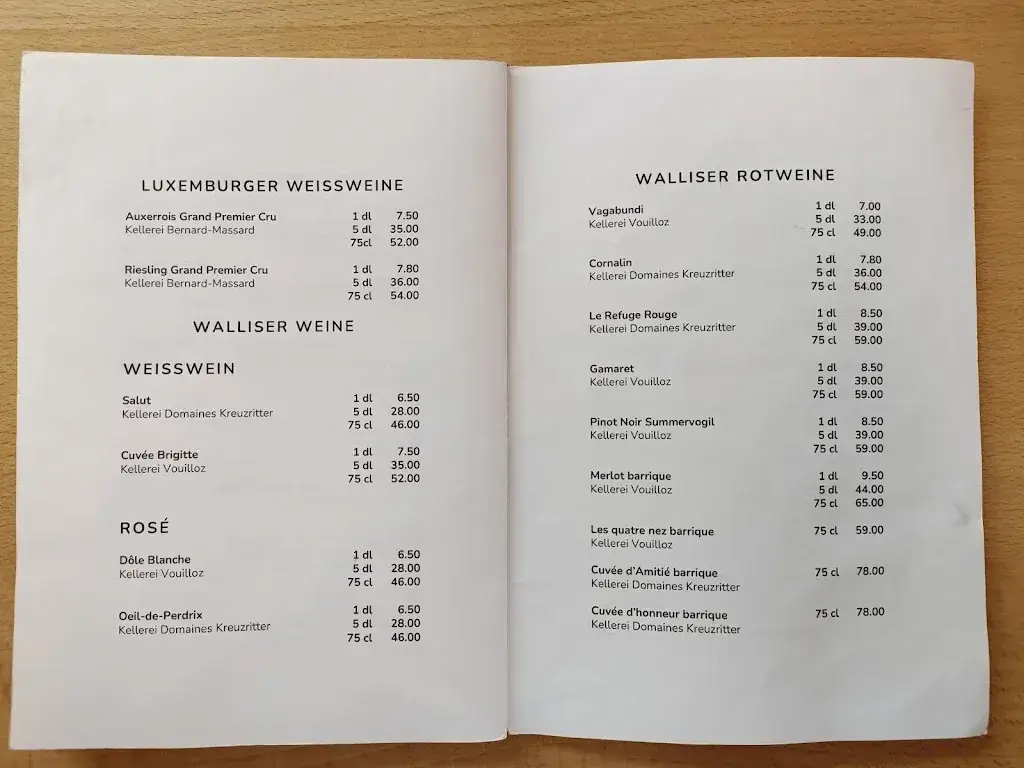 LUXEMBURGER WEISSWEINE
Auxerrois Grand Premier Cru 1 dl 7.50
Kellerei Bernard-Massard 5 dl 35.00
75cl 52.00
Riesling Grand Premier Cru 1 dl 7.80
Kellerei Bernard-Massard 5 dl 36.00
75 cl 54.00
WALLISER WEINE
WEISSWEIN
Salut 1 dl 6.50
Kellerei Domaines Kreuzritter 5 dl 28.00
75 cl 46.00
Cuvée Brigitte 1 dl 7.50
Kellerei Vouilloz 5 dl 35.00
75 cl 52.00
ROSÉ
Dôle Blanche 1 dl 6.50
Kellerei Vouilloz 5 dl 28.00
75 cl 46.00
Oeil-de-Perdrix 1 dl 6.50
Kellerei Domaines Kreuzritter 5 dl 28.00
75 cl 46.00
WALLISER ROTWEINE
Vagabundi 1 dl 7.00
Kellerei Vouilloz 5 dl 33.00
75 cl 49.00
Cornalin 1 dl 7.80
Kellerei Domaines Kreuzritter 5 dl 36.00
75 cl 54.00
Le Refuge Rouge 1 dl 8.50
Kellerei Domaines Kreuzritter 5 dl 39.00
75 cl 59.00
Gamaret 1 dl 8.50
Kellerei Vouilloz 5 dl 39.00
75 cl 59.00
Pinot Noir Summervogil 1 dl 8.50
Kellerei Vouilloz 5 dl 39.00
75 cl 59.00
Merlot barrique 1 dl 9.50
Kellerei Vouilloz 5 dl 44.00
75 cl 65.00
Les quatre nez barrique 75 cl 59.00
Kellerei Vouilloz
Cuvée d'Amitié barrique 75 cl 78.00
Kellerei Domaines Kreuzritter
Cuvée d'honneur barrique 75 cl 78.00
Kellerei Domaines Kreuzritter